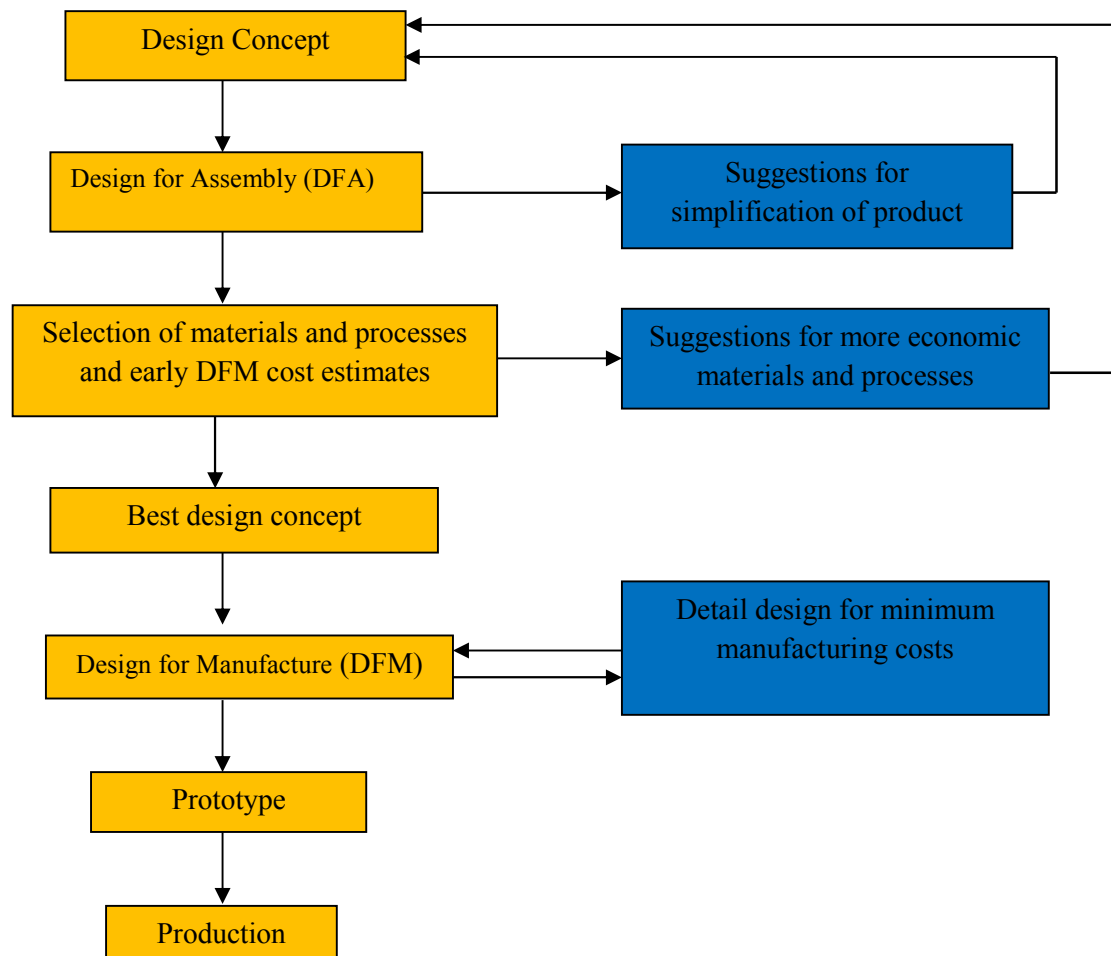 Design Concept
Design for Assembly (DFA)
Suggestions for
simplification of product
Selection of materials and processes
and early DFM cost estimates
Suggestions for more economic
materials and processes
Best design concept
Detail design for minimum
manufacturing costs
Design for Manufacture (DFM)
Prototype
Production